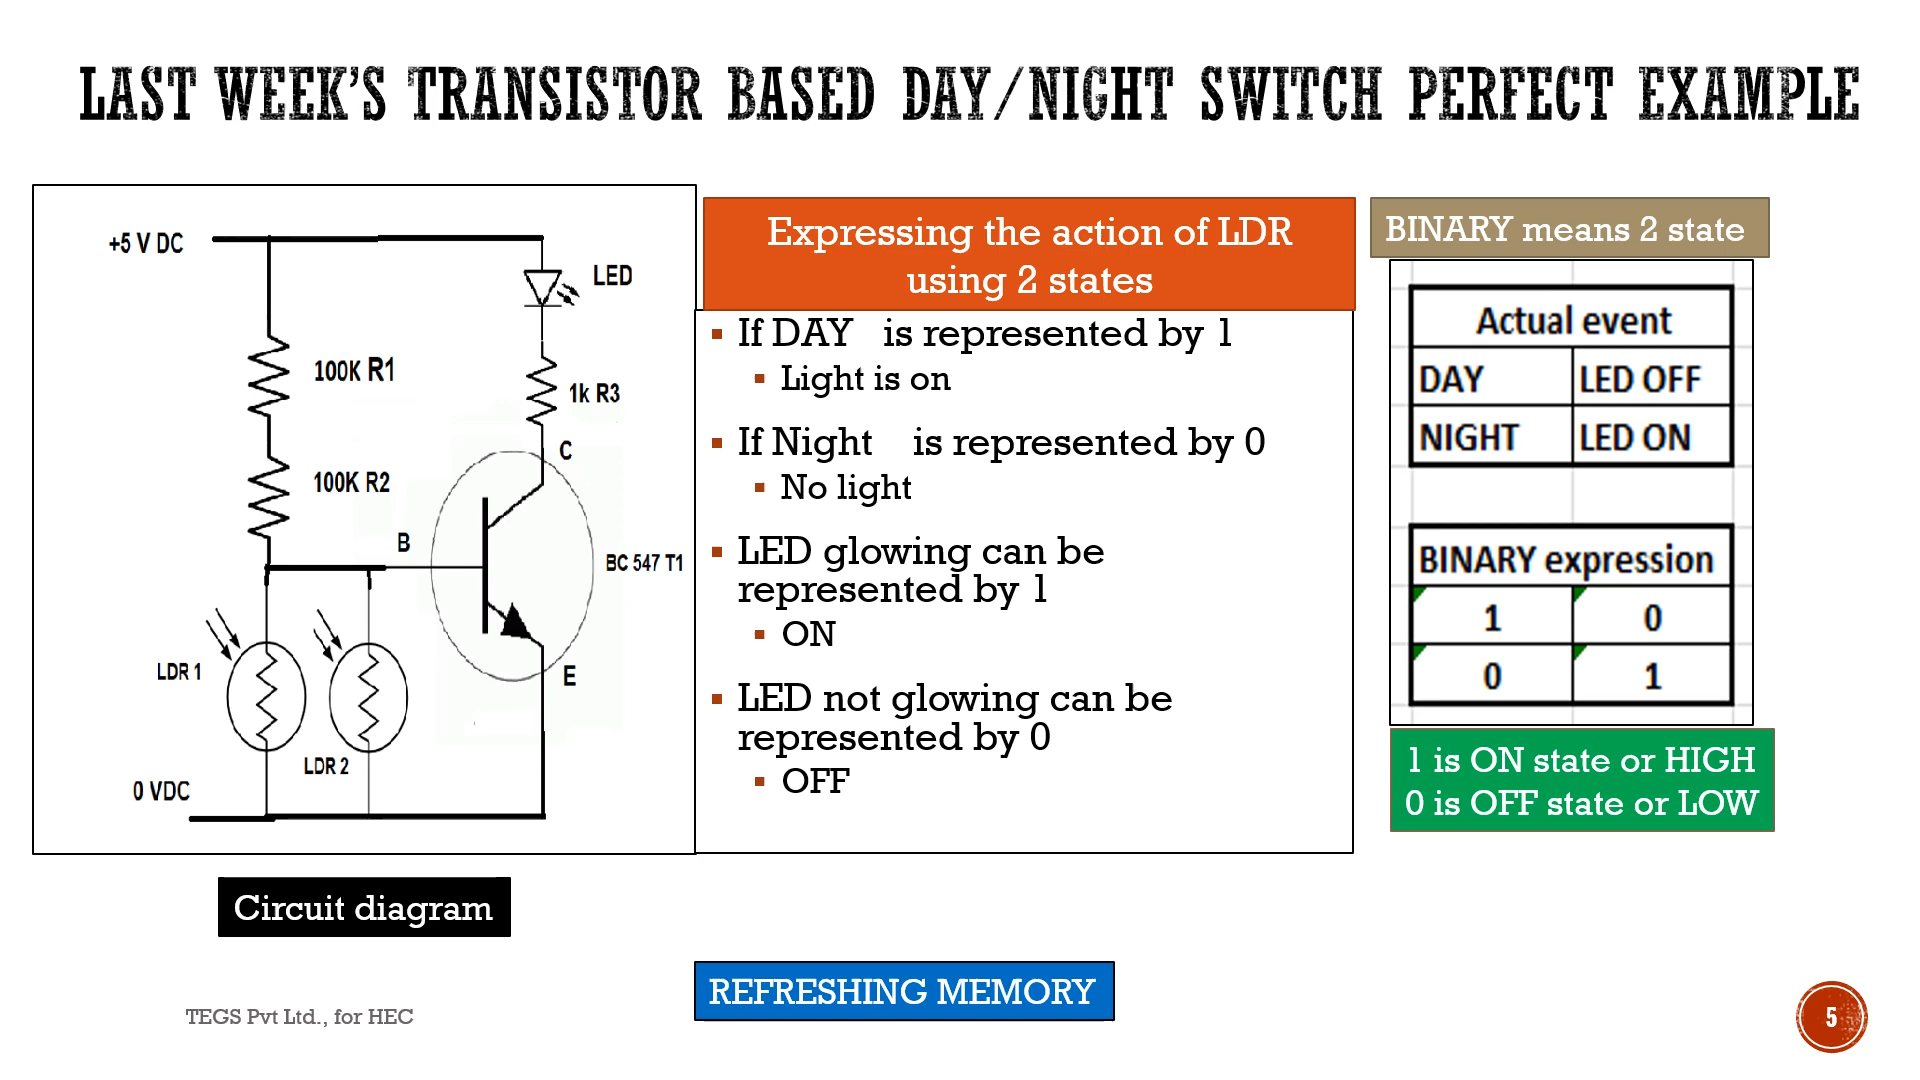 LAST WEEK'S TRANSISTOR BASED DAY/NIGHT SWITCH PERFECT EXAMPLE
+5 V DC
LED
100K R1
1k R3
C
100K R2
B
BC 547 T1
LDR 1
E
LDR 2
0 VDC
Circuit diagram
Expressing the action of LDR
using 2 states
If DAY is represented by 1
Light is on
If Night is represented by 0
No light
LED glowing can be
represented by 1
ON
LED not glowing can be
represented by 0
OFF
BINARY means 2 state
Actual event
DAY LED OFF
NIGHT LED ON
BINARY expression
1 0
0 1
1 is ON state or HIGH
0 is OFF state or LOW
REFRESHING MEMORY
TEGS Pvt Ltd., for HEC
5